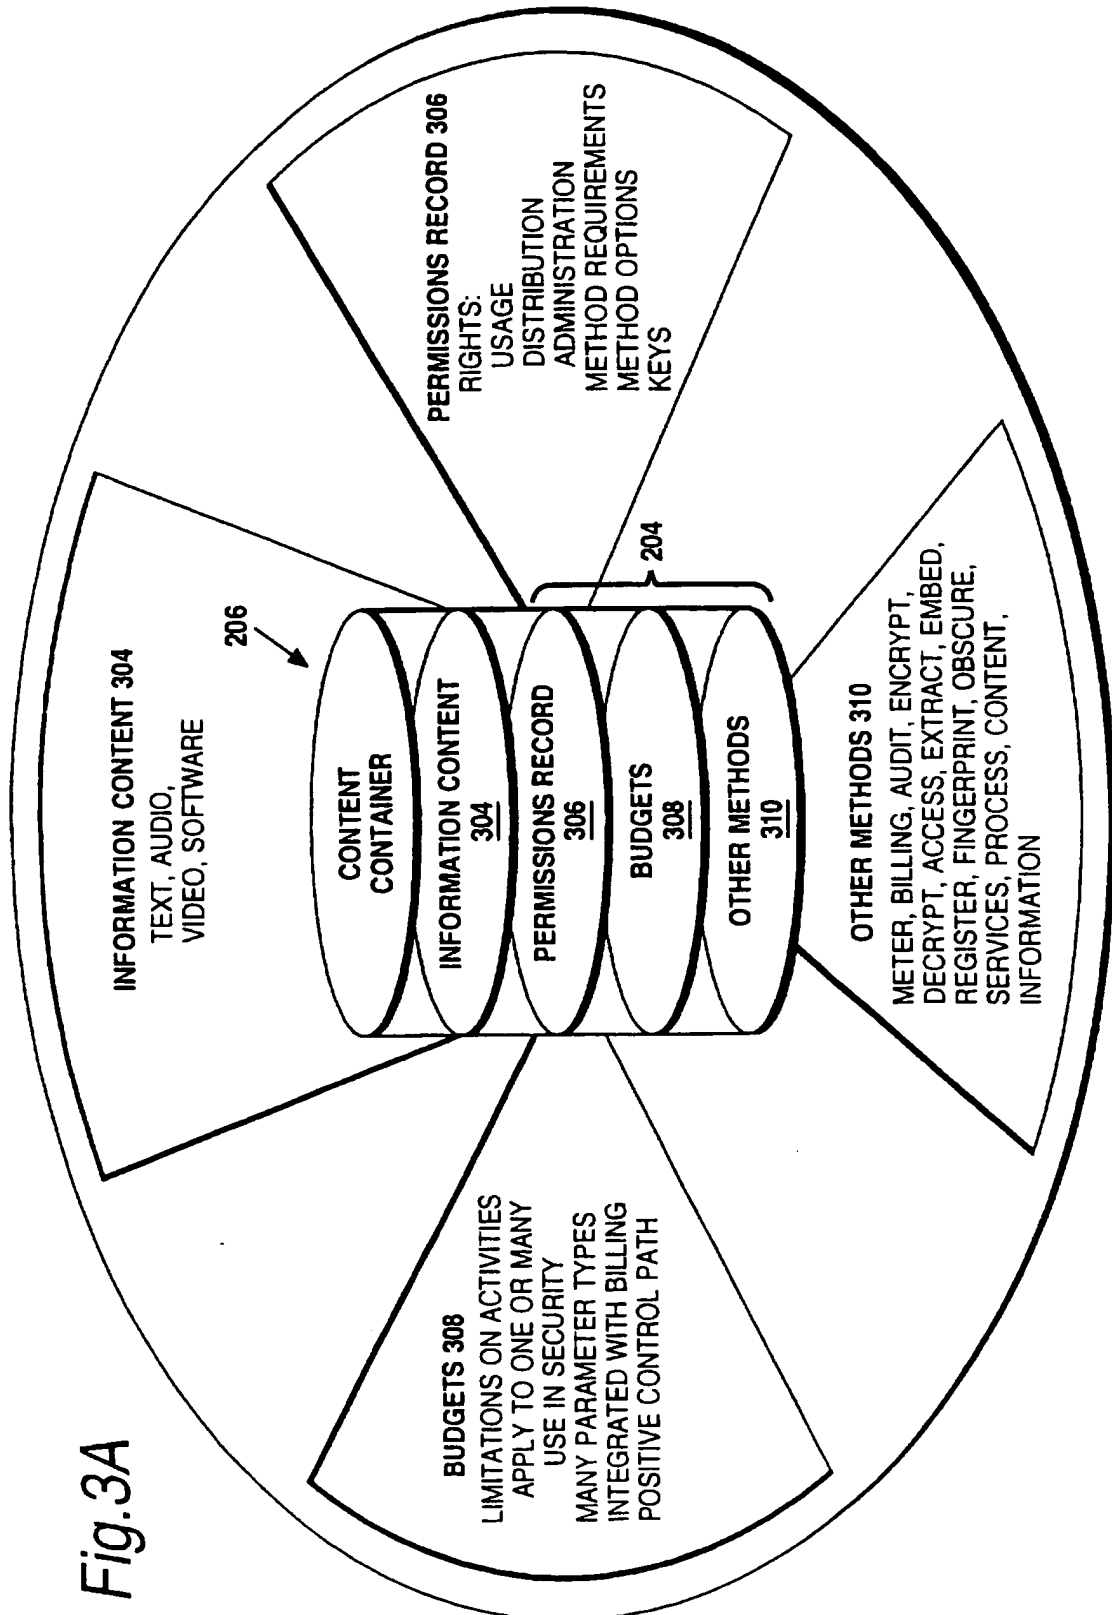 Fig.3A
INFORMATION CONTENT 304
TEXT, AUDIO,
VIDEO, SOFTWARE
206
BUDGETS 308
LIMITATIONS ON ACTIVITIES
APPLY TO ONE OR MANY
USE IN SECURITY
MANY PARAMETER TYPES
INTEGRATED WITH BILLING
POSITIVE CONTROL PATH
CONTENT
CONTAINER
INFORMATION CONTENT
304
PERMISSIONS RECORD
306
BUDGETS
308
OTHER METHODS
310
204
PERMISSIONS RECORD 306
RIGHTS:
USAGE
DISTRIBUTION
ADMINISTRATION
METHOD REQUIREMENTS
METHOD OPTIONS
KEYS
OTHER METHODS 310
METER, BILLING, AUDIT, ENCRYPT,
DECRYPT, ACCESS, EXTRACT, EMBED,
REGISTER, FINGERPRINT, OBSCURE,
SERVICES, PROCESS, CONTENT,
INFORMATION